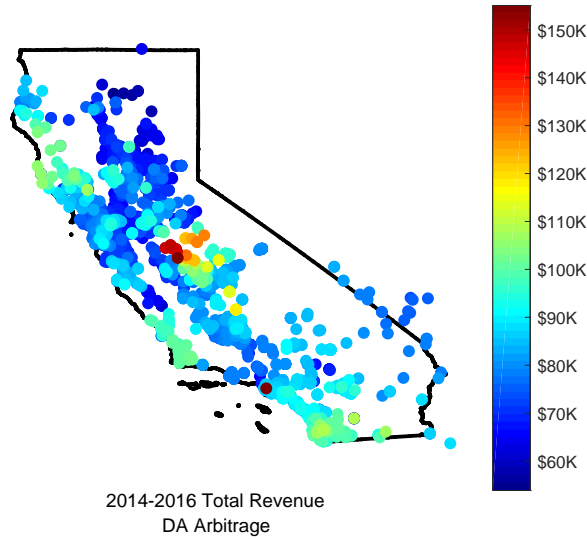 $150K
$140K
$130K
$120K
$110K
$100K
$90K
$80K
$70K
$60K
2014-2016 Total Revenue
DA Arbitrage